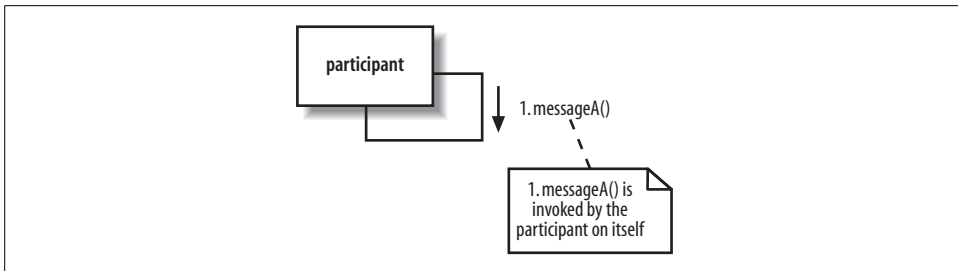 participant
1. messageA()
1. messageA() is
invoked by the
participant on itself